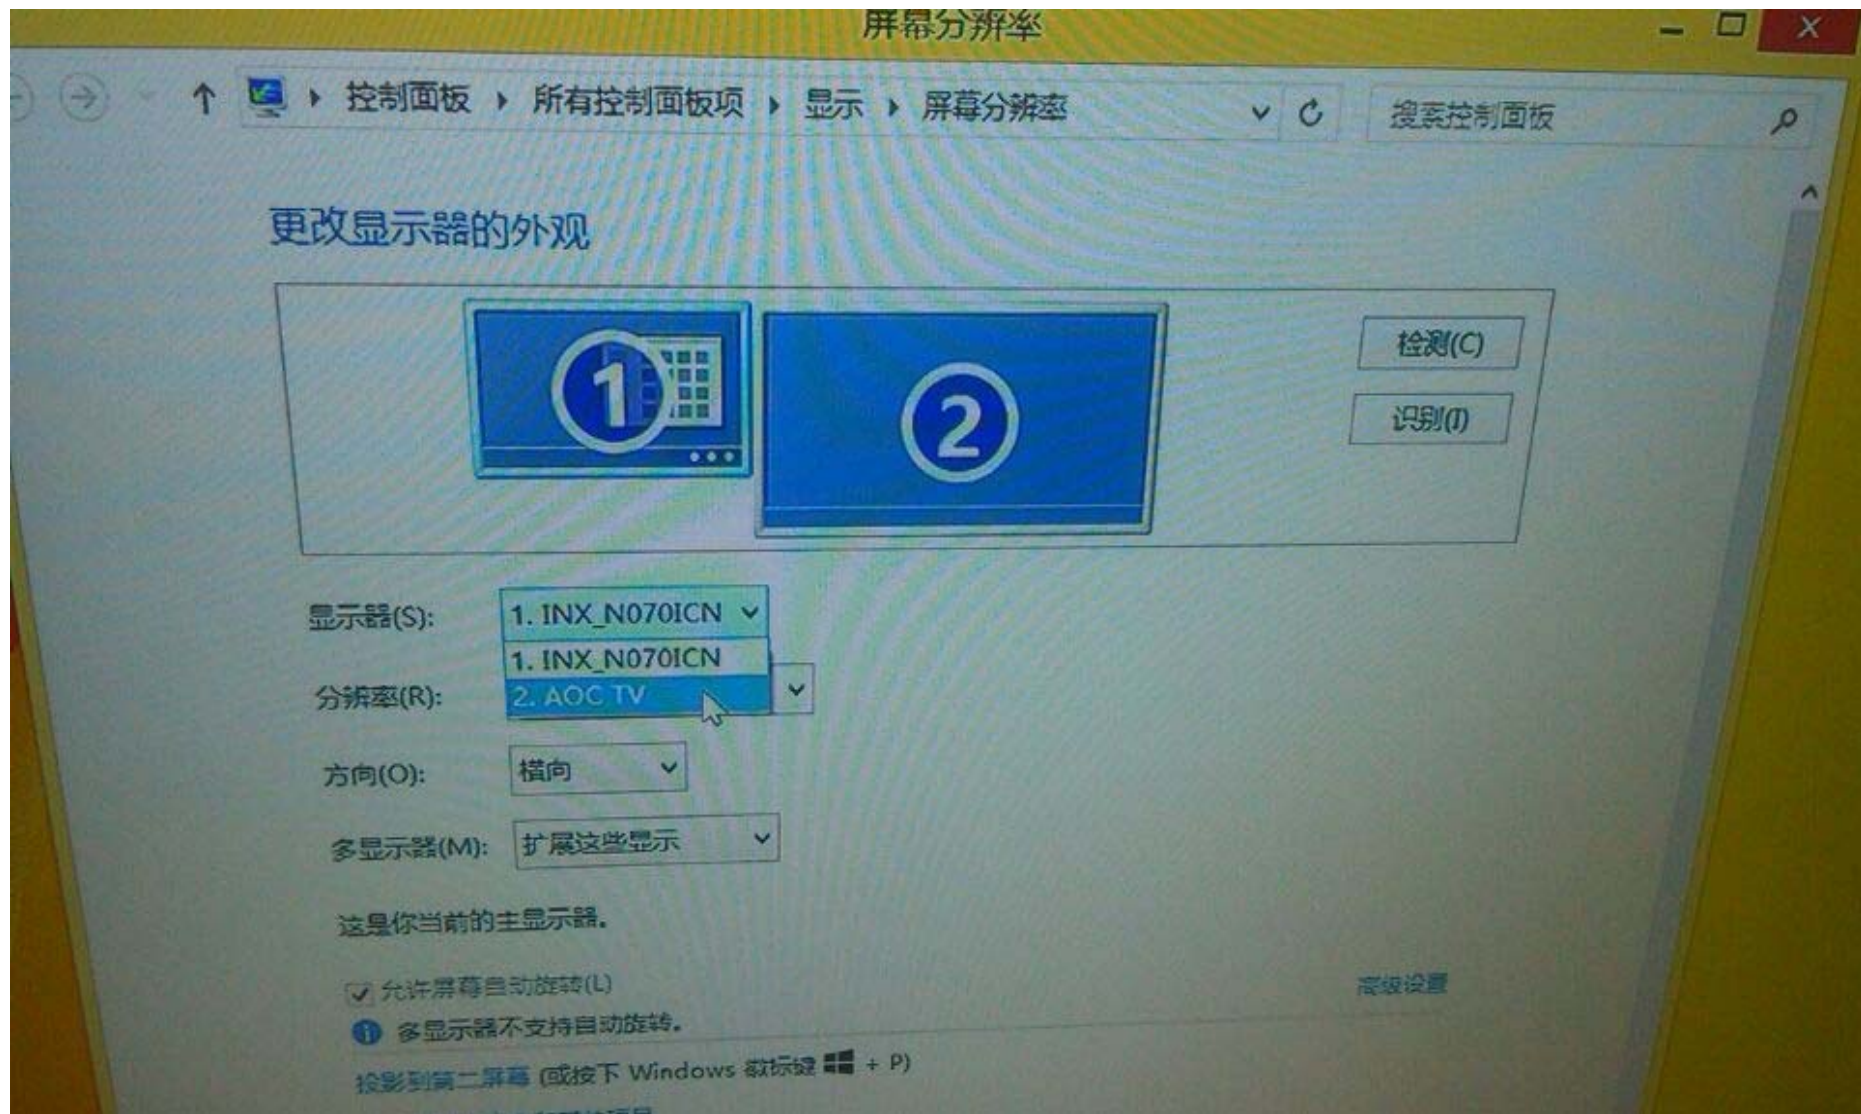 屏幕分辨率
控制面板 所有控制面板项 显示 屏幕分辨率
搜索控制面板
更改显示器的外观
1
2
检测(C)
识别(I)
显示器(S):
1. INX_N070ICN
1. INX_N070ICN
2. AOC TV
分辨率(R):
方向(O):
横向
多显示器(M):
扩展这些显示
这是你当前的主显示器。
允许屏幕自动旋转(L)
高级设置
多显示器不支持自动旋转。
投影到第二屏幕 (或按下 Windows 徽标键 + P)